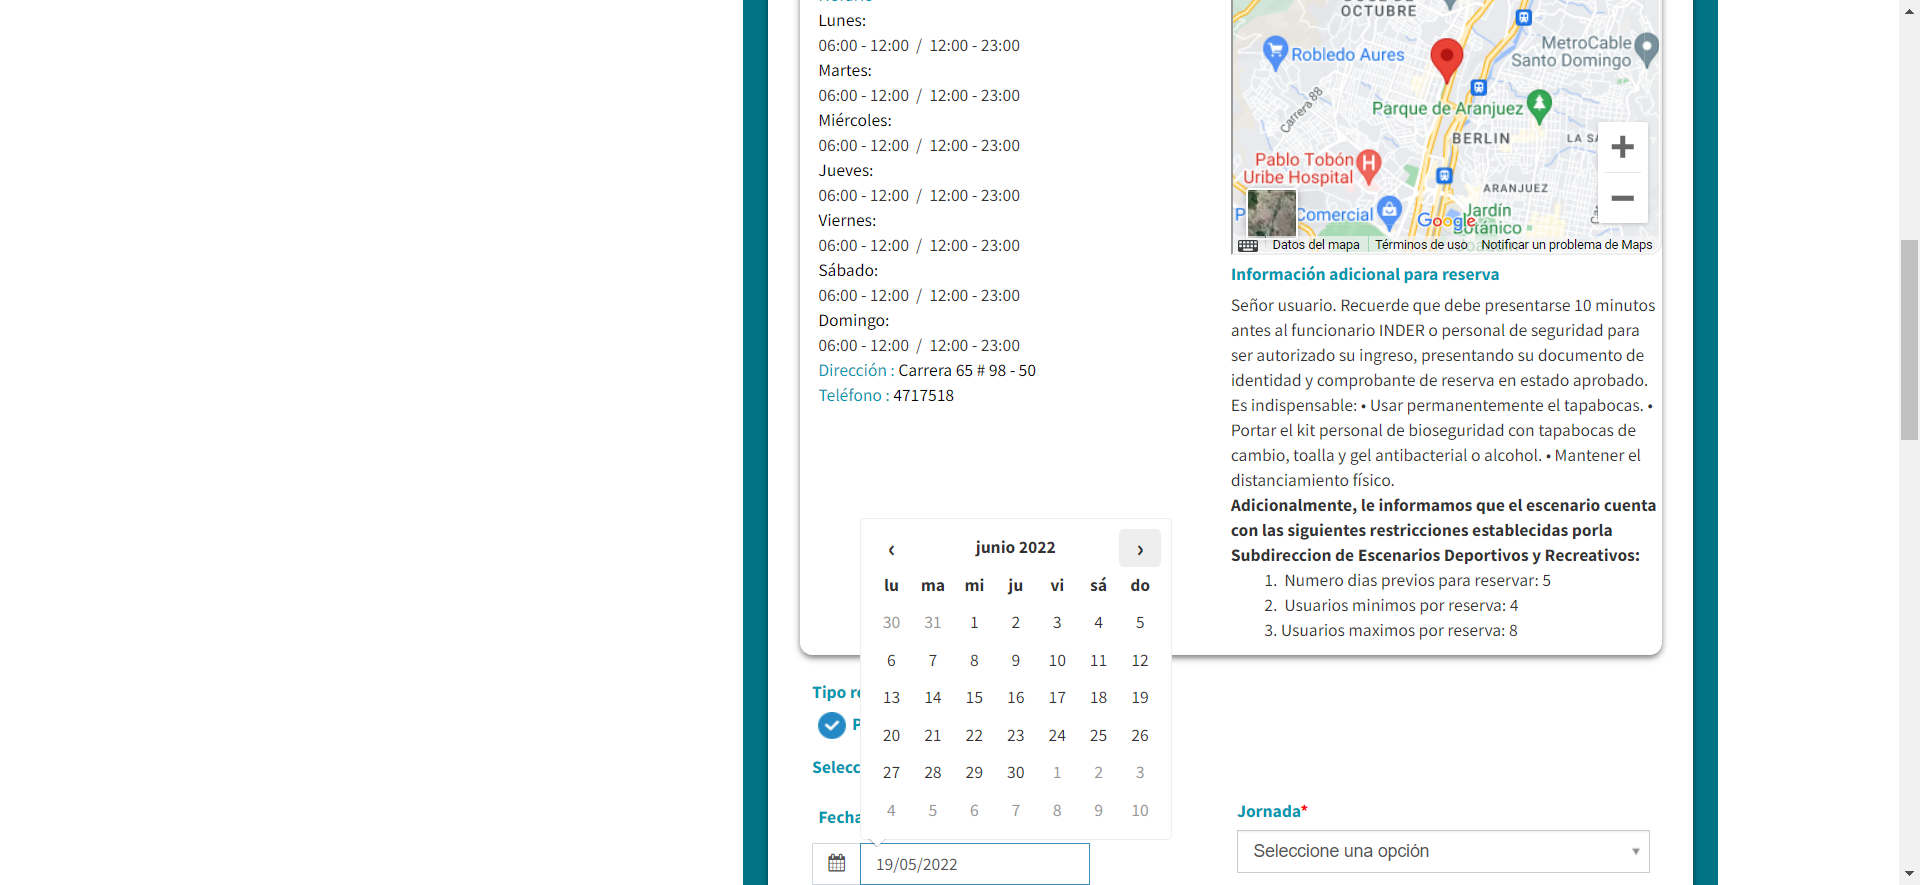 Lunes:
06:00 - 12:00 / 12:00 - 23:00
Martes:
06:00 - 12:00 / 12:00 - 23:00
Miércoles:
06:00 - 12:00 / 12:00 - 23:00
Jueves:
06:00 - 12:00 / 12:00 - 23:00
Viernes:
06:00 - 12:00 / 12:00 - 23:00
Sábado:
06:00 - 12:00 / 12:00 - 23:00
Domingo:
06:00 - 12:00 / 12:00 - 23:00
Dirección : Carrera 65 # 98 - 50
Teléfono : 4717518
OCTUBRE
Robledo Aures
MetroCable
Santo Domingo
Carrera 88
Parque de Aranjuez
BERLIN
LA SA
Pablo Tobón
Uribe Hospital
ARANJUEZ
Comercial
Google
Jardín
Datos del mapa
Términos de uso
Notificar un problema de Maps
Información adicional para reserva
Señor usuario. Recuerde que debe presentarse 10 minutos
antes al funcionario INDER o personal de seguridad para
ser autorizado su ingreso, presentando su documento de
identidad y comprobante de reserva en estado aprobado.
Es indispensable: • Usar permanentemente el tapabocas. •
Portar el kit personal de bioseguridad con tapabocas de
cambio, toalla y gel antibacterial o alcohol. • Mantener el
distanciamiento físico.
Adicionalmente, le informamos que el escenario cuenta
con las siguientes restricciones establecidas porla
Subdireccion de Escenarios Deportivos y Recreativos:
1. Numero dias previos para reservar: 5
2. Usuarios minimos por reserva: 4
3. Usuarios maximos por reserva: 8
‹ junio 2022 ›
lu ma mi ju vi sá do
30 31 1 2 3 4 5
6 7 8 9 10 11 12
13 14 15 16 17 18 19
20 21 22 23 24 25 26
27 28 29 30 1 2 3
4 5 6 7 8 9 10
Tipo r
P
Selecc
Fecha
19/05/2022
Jornada*
Seleccione una opción